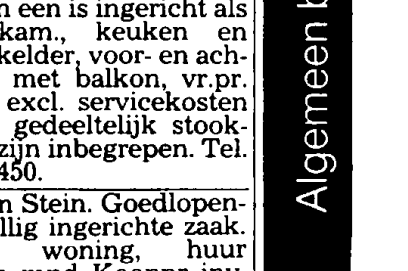 n een is ingericht als
kam., keuken en
kelder, voor- en ach-
met balkon, vr.pr.
excl. servicekosten
gedeeltelijk stook-
zijn inbegrepen. Tel.
450.
n Stein. Goedlopen-
llig ingerichte zaak.
woning, huur
Algemeen b